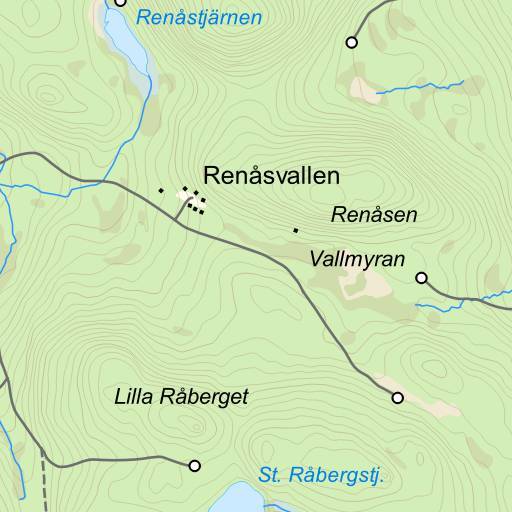 Renåstjärnen
Renåsvallen
Renåsen
Vallmyran
Lilla Råberget
St. Råbergstj.